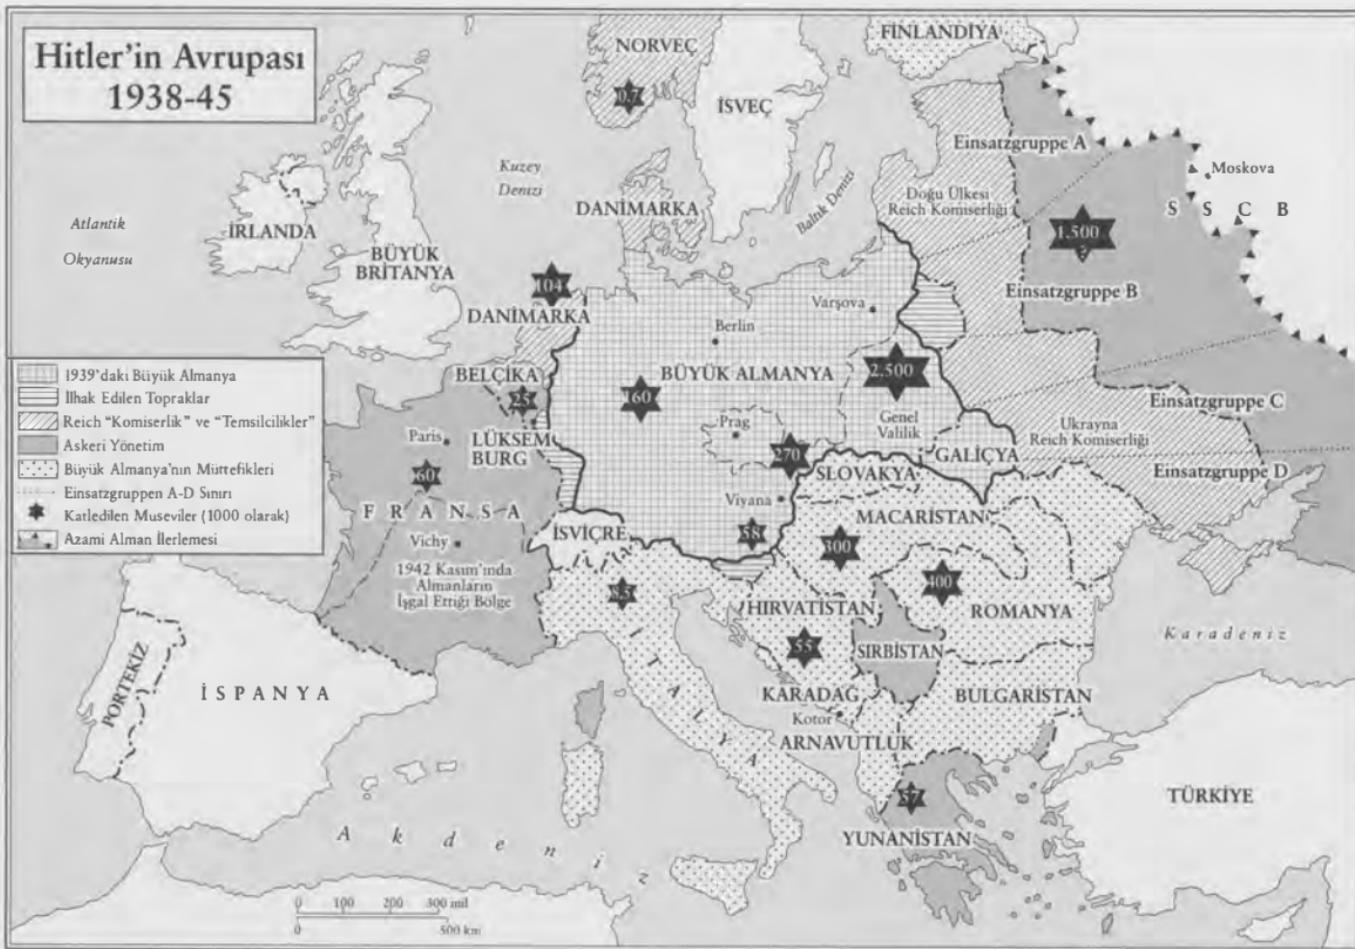 Hitler'in Avrupası
1938-45
NORVEÇ
FİNLANDİYA
0,7
İSVEÇ
Einsatzgruppe A
Moskova
Kuzey
Denizi
Baltık Denizi
Doğu Ülkesi
Reich Komiserliği
S S C B
Atlantik
Okyanusu
İRLANDA
DANİMARKA
1.500
BÜYÜK
BRİTANYA
104
DANİMARKA
Einsatzgruppe B
Varşova
Berlin
1939'daki Büyük Almanya
İlhak Edilen Topraklar
Reich "Komiserlik" ve "Temsilcilikler"
Askeri Yönetim
Büyük Almanya'nın Müttefikleri
Einsatzgruppen A-D Sınırı
Katledilen Museviler (1000 olarak)
Azami Alman İlerlemesi
BELÇİKA
25
BÜYÜK ALMANYA
160
2.500
Einsatzgruppe C
Paris
LÜKSEM
BURG
Prag
Genel
Valilik
Ukrayna
Reich Komiserliği
60
270
SLOVAKYA
GALİÇYA
Einsatzgruppe D
FRANSA
Viyana
MACARİSTAN
Vichy
İSVİÇRE
58
300
1942 Kasım'ında
Almanların
İşgal Ettiği Bölge
400
HIRVATİSTAN
ROMANYA
Karadeniz
55
SIRBİSTAN
PORTEKİZ
İSPANYA
İTALYA
KARADAĞ
BULGARİSTAN
Kotor
ARNAVUTLUK
57
TÜRKİYE
YUNANİSTAN
Akdeniz
0 100 200 300 mil
0 500 km